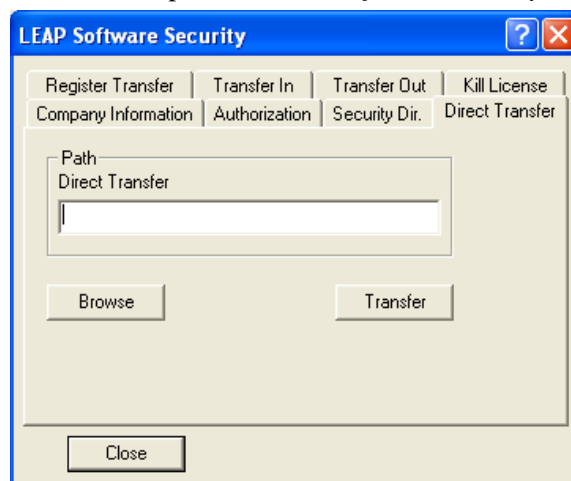 LEAP Software Security
Register Transfer Transfer In Transfer Out Kill License
Company Information Authorization Security Dir. Direct Transfer
Path
Direct Transfer
Browse Transfer
Close